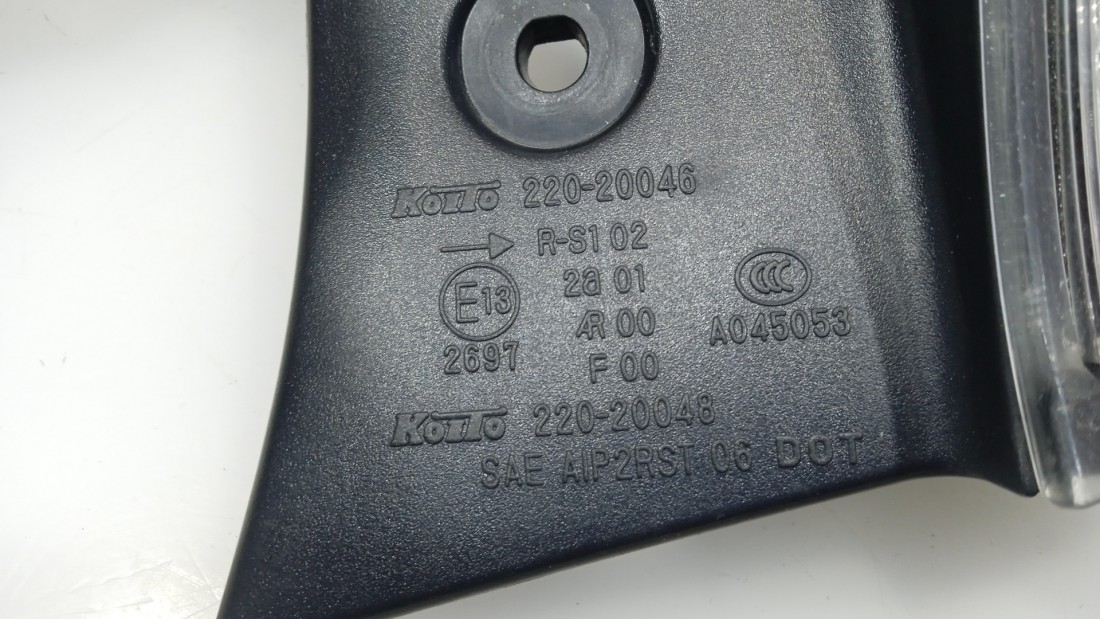 KOITO 220-20046
R-S1 02
E13 2a 01 CCC
AR 00 A045053
2697 F 00
KOITO 220-20048
SAE AIP2RST 06 DOT